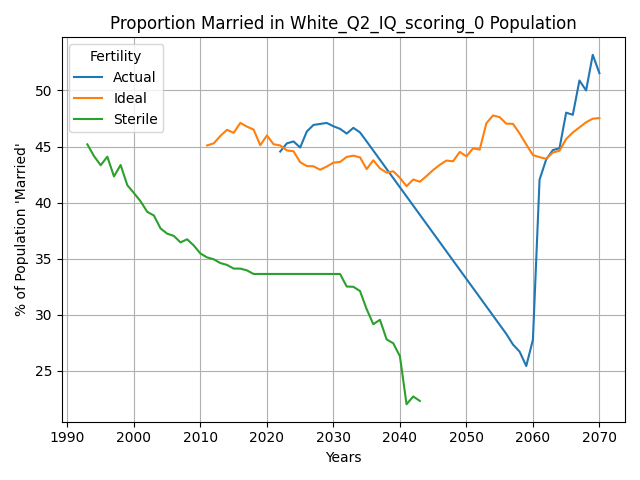 Proportion Married in White_Q2_IQ_scoring_0 Population
Fertility
Actual
Ideal
Sterile
% of Population 'Married'
50
45
40
35
30
25
1990 2000 2010 2020 2030 2040 2050 2060 2070
Years